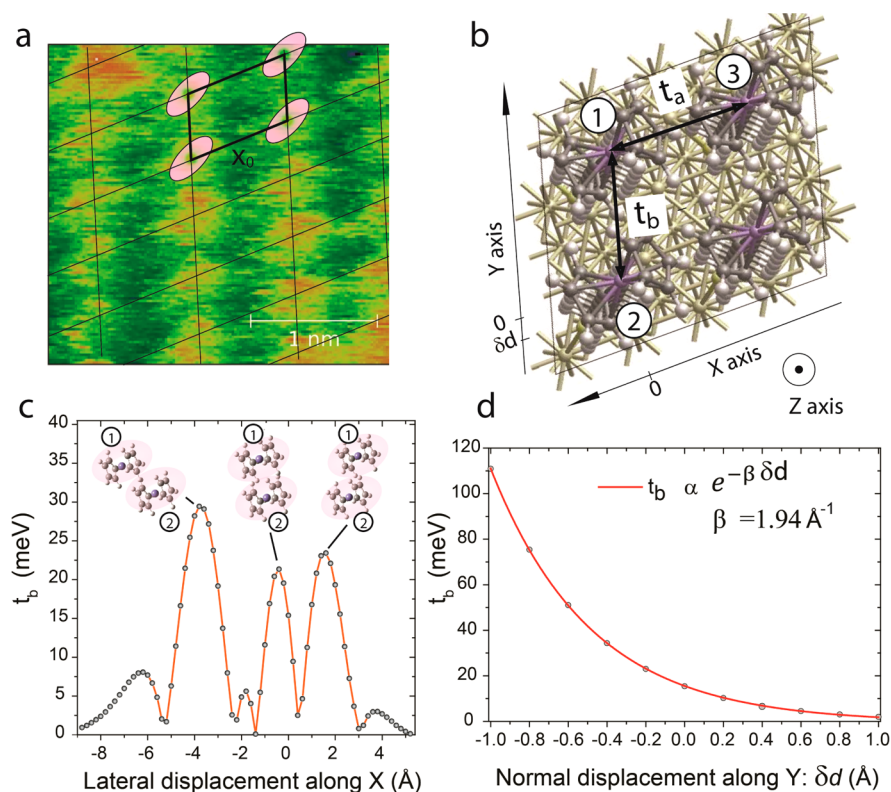 a
X₀
1 nm
b
1
3
tₐ
t_b
2
Y axis
0
δd
0
X axis
Z axis
c
40
35
30
25
20
15
10
5
0
t_b (meV)
1
2
1
2
1
2
-8 -6 -4 -2 0 2 4
Lateral displacement along X (Å)
d
120
100
80
60
40
20
0
t_b (meV)
t_b α e^{-β δd}
β =1.94 Å⁻¹
-1.0 -0.8 -0.6 -0.4 -0.2 0.0 0.2 0.4 0.6 0.8 1.0
Normal displacement along Y: δd (Å)